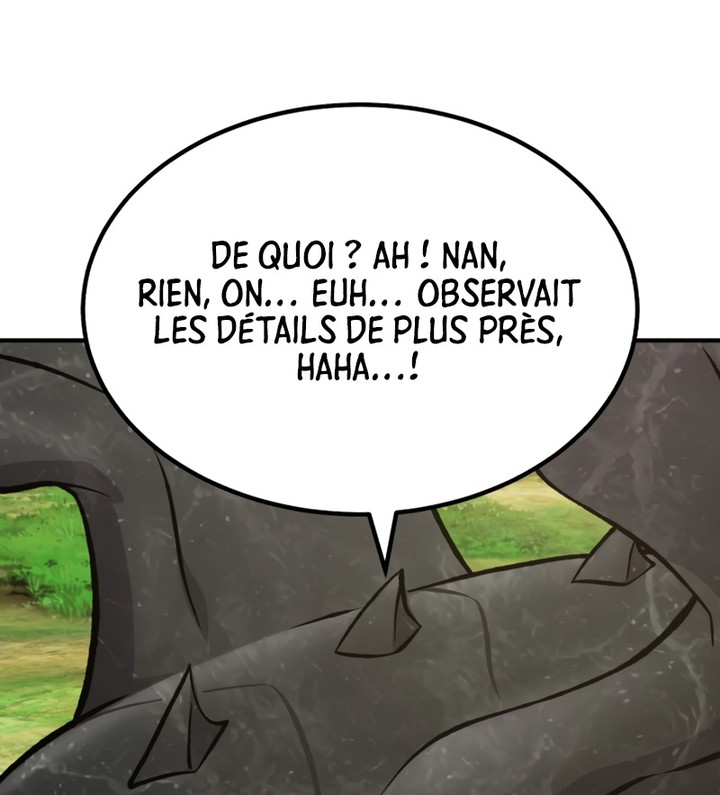 DE QUOI ? AH ! NAN,
RIEN, ON... EUH... OBSERVAIT
LES DÉTAILS DE PLUS PRÈS,
HAHA...!